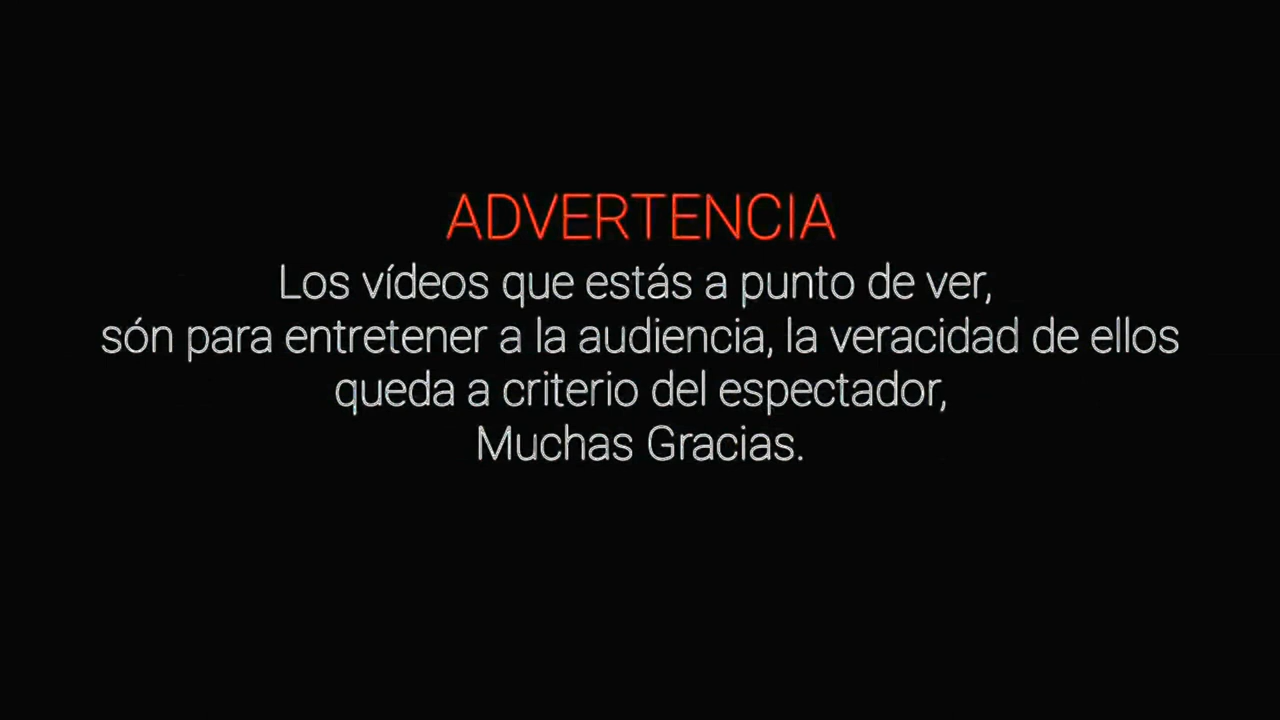 ADVERTENCIA
Los vídeos que estás a punto de ver,
són para entretener a la audiencia, la veracidad de ellos
queda a criterio del espectador,
Muchas Gracias.